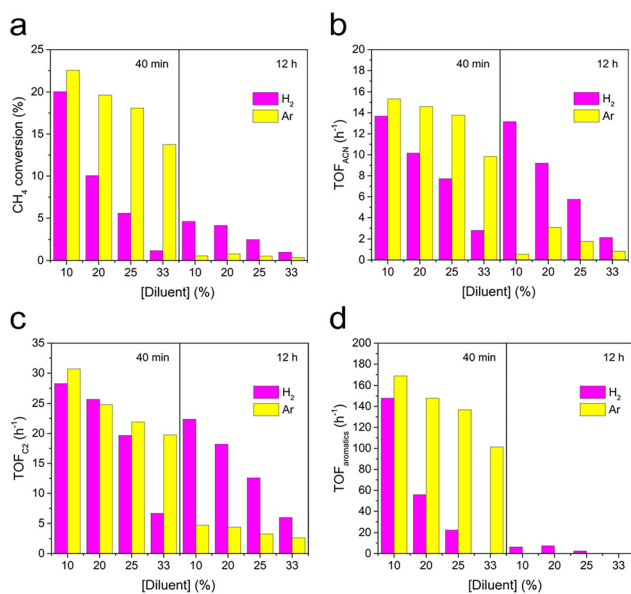 a
25
20
15
10
5
0
CH₄ conversion (%)
40 min
12 h
H₂
Ar
10 20 25 33 10 20 25 33
[Diluent] (%)
b
16
14
12
10
8
6
4
2
0
TOF_ACN (h⁻¹)
40 min
12 h
H₂
Ar
10 20 25 33 10 20 25 33
[Diluent] (%)
c
35
30
25
20
15
10
5
0
TOF_C2 (h⁻¹)
40 min
12 h
H₂
Ar
10 20 25 33 10 20 25 33
[Diluent] (%)
d
200
180
160
140
120
100
80
60
40
20
0
TOF_aromatics (h⁻¹)
40 min
12 h
H₂
Ar
10 20 25 33 10 20 25 33
[Diluent] (%)